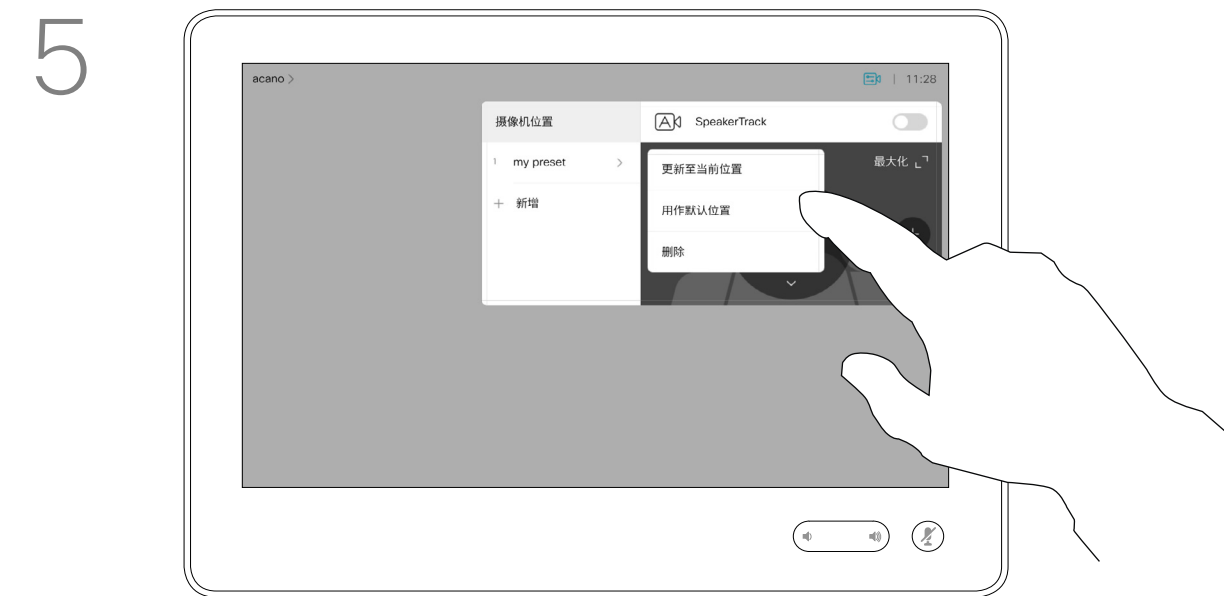 5
acano >
11:28
摄像机位置
SpeakerTrack
1 my preset
更新至当前位置
最大化
+ 新增
用作默认位置
删除